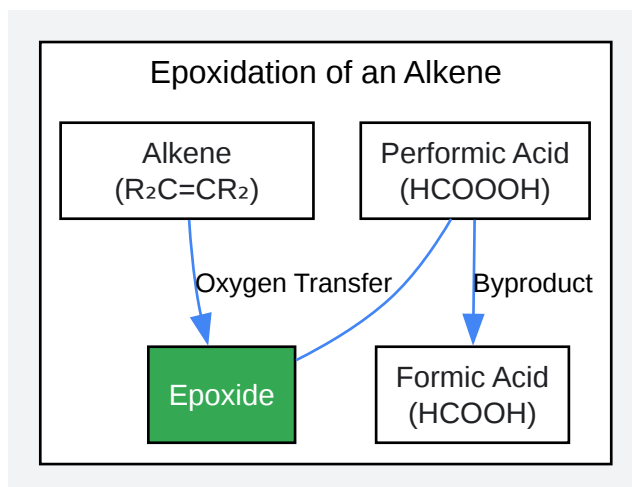 Epoxidation of an Alkene
Alkene
(R₂C=CR₂)
Performic Acid
(HCOOOH)
Oxygen Transfer
Byproduct
Epoxide
Formic Acid
(HCOOH)